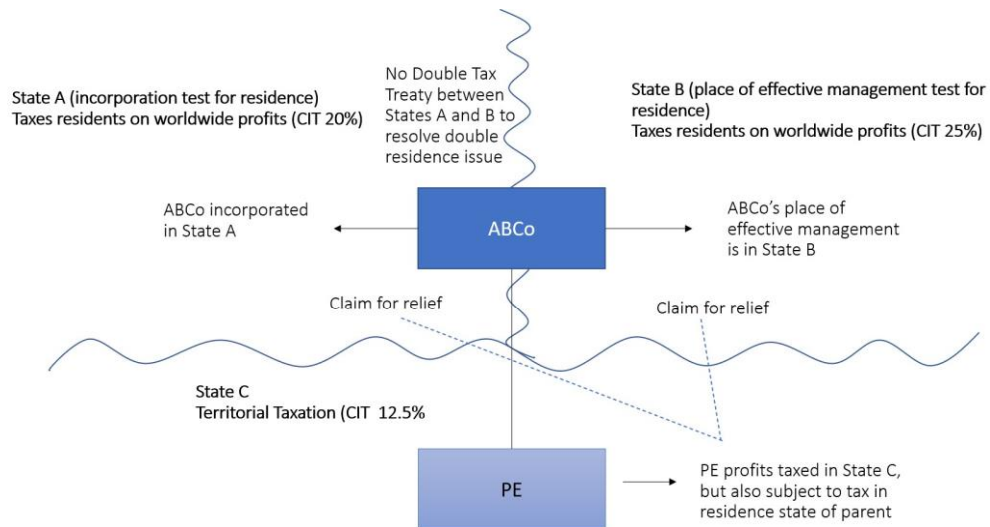 State A (incorporation test for residence)
Taxes residents on worldwide profits (CIT 20%)
No Double Tax
Treaty between
States A and B to
resolve double
residence issue
State B (place of effective management test for
residence)
Taxes residents on worldwide profits (CIT 25%)
ABCo incorporated
in State A
ABCo
ABCo’s place of
effective management
is in State B
Claim for relief
Claim for relief
State C
Territorial Taxation (CIT 12.5%
PE
PE profits taxed in State C,
but also subject to tax in
residence state of parent